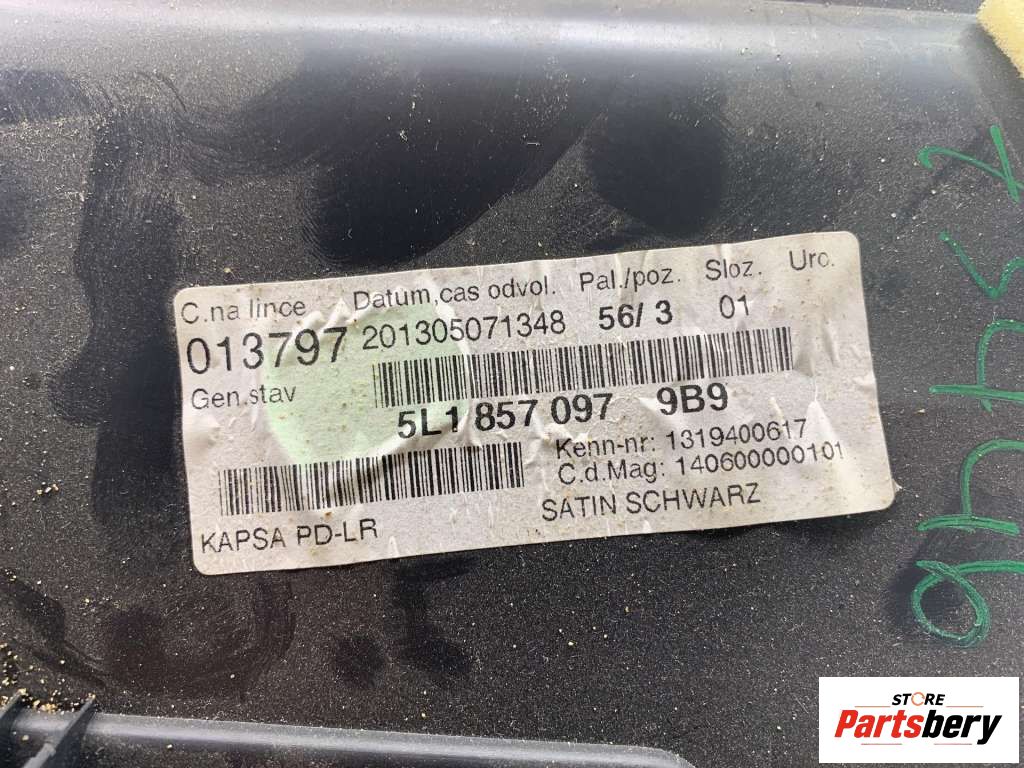 C.na lince Datum,cas odvol. Pal./poz. Sloz. Urc.
013797 201305071348 56/ 3 01
Gen.stav
5L1 857 097 9B9
Kenn-nr: 1319400617
C.d.Mag: 140600000101
KAPSA PD-LR SATIN SCHWARZ
STORE
Partsbery